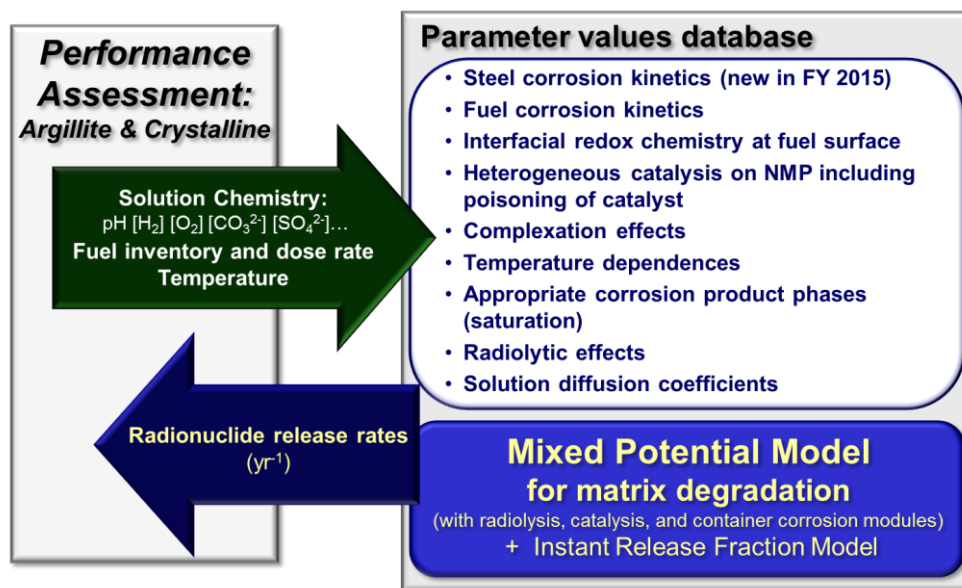 Performance
Assessment:
Argillite & Crystalline
Solution Chemistry:
pH [H₂] [O₂] [CO₃²⁻] [SO₄²⁻]…
Fuel inventory and dose rate
Temperature
Radionuclide release rates
(yr⁻¹)
Parameter values database
• Steel corrosion kinetics (new in FY 2015)
• Fuel corrosion kinetics
• Interfacial redox chemistry at fuel surface
• Heterogeneous catalysis on NMP including
poisoning of catalyst
• Complexation effects
• Temperature dependences
• Appropriate corrosion product phases
(saturation)
• Radiolytic effects
• Solution diffusion coefficients
Mixed Potential Model
for matrix degradation
(with radiolysis, catalysis, and container corrosion modules)
+ Instant Release Fraction Model